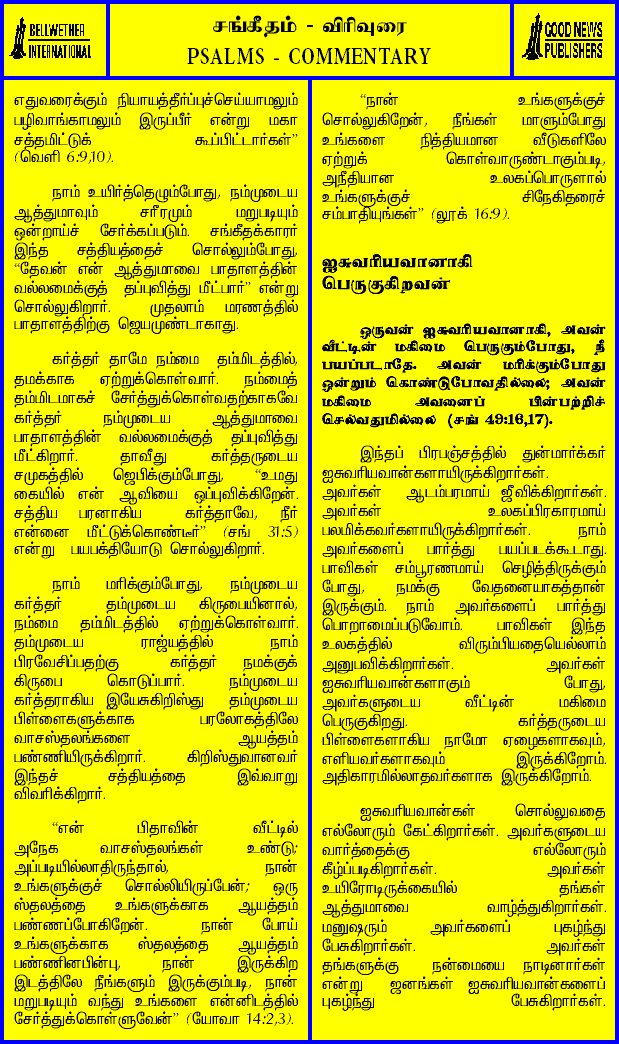 BELLWETHER
INTERNATIONAL
சங்கீதம் - விரிவுரை
PSALMS - COMMENTARY
GOOD NEWS
PUBLISHERS
எதுவரைக்கும் நியாயத்தீர்ப்புச்செய்யாமலும்
பழிவாங்காமலும் இருப்பீர் என்று மகா
சத்தமிட்டுக் கூப்பிட்டார்கள்”
(வெளி 6:9,10).
நாம் உயிர்த்தெழும்போது, நம்முடைய
ஆத்துமாவும் சரீரமும் மறுபடியும்
ஒன்றாய்ச் சேர்க்கப்படும். சங்கீதக்காரர்
இந்த சத்தியத்தைச் சொல்லும்போது,
“தேவன் என் ஆத்துமாவை பாதாளத்தின்
வல்லமைக்குத் தப்புவித்து மீட்பார்” என்று
சொல்லுகிறார். முதலாம் மரணத்தில்
பாதாளத்திற்கு ஜெயமுண்டாகாது.
கர்த்தர் தாமே நம்மை தம்மிடத்தில்,
தமக்காக ஏற்றுக்கொள்வார். நம்மைத்
தம்மிடமாகச் சேர்த்துக்கொள்வதற்காகவே
கர்த்தர் நம்முடைய ஆத்துமாவை
பாதாளத்தின் வல்லமைக்குத் தப்புவித்து
மீட்கிறார். தாவீது கர்த்தருடைய
சமுகத்தில் ஜெபிக்கும்போது, “உமது
கையில் என் ஆவியை ஒப்புவிக்கிறேன்.
சத்திய பரனாகிய கர்த்தாவே, நீர்
என்னை மீட்டுக்கொண்டீர்” (சங் 31:5)
என்று பயபக்தியோடு சொல்லுகிறார்.
நாம் மரிக்கும்போது, நம்முடைய
கர்த்தர் தம்முடைய கிருபையினால்,
நம்மை தம்மிடத்தில் ஏற்றுக்கொள்வார்.
தம்முடைய ராஜ்யத்தில் நாம்
பிரவேசிப்பதற்கு கர்த்தர் நமக்குக்
கிருபை கொடுப்பார். நம்முடைய
கர்த்தராகிய இயேசுகிறிஸ்து தம்முடைய
பிள்ளைகளுக்காக பரலோகத்திலே
வாசஸ்தலங்களை ஆயத்தம்
பண்ணியிருக்கிறார். கிறிஸ்துவானவர்
இந்தச் சத்தியத்தை இவ்வாறு
விவரிக்கிறார்.
“என் பிதாவின் வீட்டில்
அநேக வாசஸ்தலங்கள் உண்டு;
அப்படியில்லாதிருந்தால், நான்
உங்களுக்குச் சொல்லியிருப்பேன்; ஒரு
ஸ்தலத்தை உங்களுக்காக ஆயத்தம்
பண்ணப்போகிறேன். நான் போய்
உங்களுக்காக ஸ்தலத்தை ஆயத்தம்
பண்ணினபின்பு, நான் இருக்கிற
இடத்திலே நீங்களும் இருக்கும்படி, நான்
மறுபடியும் வந்து உங்களை என்னிடத்தில்
சேர்த்துக்கொள்ளுவேன்” (யோவா 14:2,3).
“நான் உங்களுக்குச்
சொல்லுகிறேன், நீங்கள் மாளும்போது
உங்களை நித்தியமான வீடுகளிலே
ஏற்றுக் கொள்வாருண்டாகும்படி,
அநீதியான உலகப்பொருளால்
உங்களுக்குச் சிநேகிதரைச்
சம்பாதியுங்கள்” (லூக் 16:9).
ஐசுவரியவானாகி
பெருகுகிறவன்
ஒருவன் ஐசுவரியவானாகி, அவன்
வீட்டின் மகிமை பெருகும்போது, நீ
பயப்படாதே. அவன் மரிக்கும்போது
ஒன்றும் கொண்டுபோவதில்லை; அவன்
மகிமை அவனைப் பின்பற்றிச்
செல்வதுமில்லை (சங் 49:16,17).
இந்தப் பிரபஞ்சத்தில் துன்மார்க்கர்
ஐசுவரியவான்களாயிருக்கிறார்கள்.
அவர்கள் ஆடம்பரமாய் ஜீவிக்கிறார்கள்.
அவர்கள் உலகப்பிரகாரமாய்
பலமிக்கவர்களாயிருக்கிறார்கள். நாம்
அவர்களைப் பார்த்து பயப்படக்கூடாது.
பாவிகள் சம்பூரணமாய் செழித்திருக்கும்
போது, நமக்கு வேதனையாகத்தான்
இருக்கும். நாம் அவர்களைப் பார்த்து
பொறாமைப்படுவோம். பாவிகள் இந்த
உலகத்தில் விரும்பியதையெல்லாம்
அனுபவிக்கிறார்கள். அவர்கள்
ஐசுவரியவான்களாகும் போது,
அவர்களுடைய வீட்டின் மகிமை
பெருகுகிறது. கர்த்தருடைய
பிள்ளைகளாகிய நாமோ ஏழைகளாகவும்,
எளியவர்களாகவும் இருக்கிறோம்.
அதிகாரமில்லாதவர்களாக இருக்கிறோம்.
ஐசுவரியவான்கள் சொல்லுவதை
எல்லோரும் கேட்கிறார்கள். அவர்களுடைய
வார்த்தைக்கு எல்லோரும்
கீழ்ப்படிகிறார்கள். அவர்கள்
உயிரோடிருக்கையில் தங்கள்
ஆத்துமாவை வாழ்த்துகிறார்கள்.
மனுஷரும் அவர்களைப் புகழ்ந்து
பேசுகிறார்கள். அவர்கள்
தங்களுக்கு நன்மையை நாடினார்கள்
என்று ஜனங்கள் ஐசுவரியவான்களைப்
புகழ்ந்து பேசுகிறார்கள்.